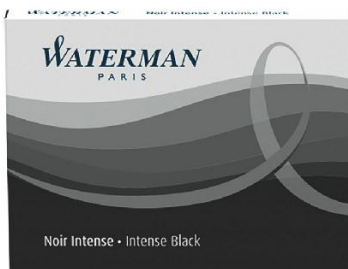 WATERMAN Noir Intense • Intense Black
WATERMAN
PARIS
Noir Intense • Intense Black